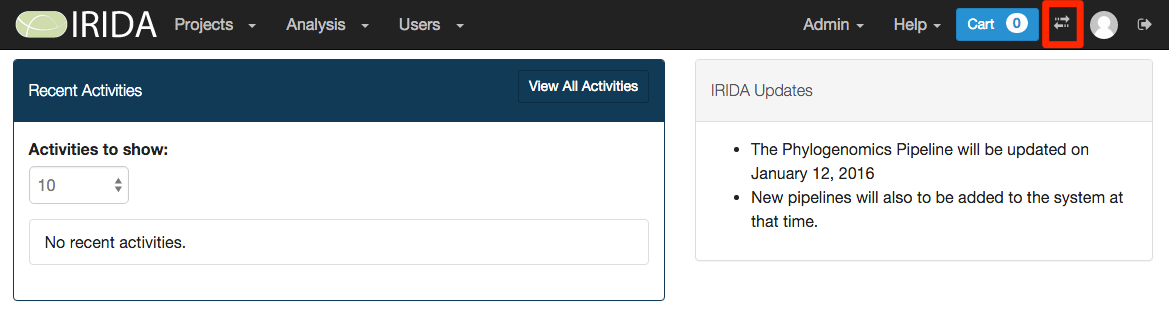 IRIDA Projects Analysis Users Admin Help Cart 0
Recent Activities
View All Activities
Activities to show:
10
No recent activities.
IRIDA Updates
The Phylogenomics Pipeline will be updated on
January 12, 2016
New pipelines will also to be added to the system at
that time.